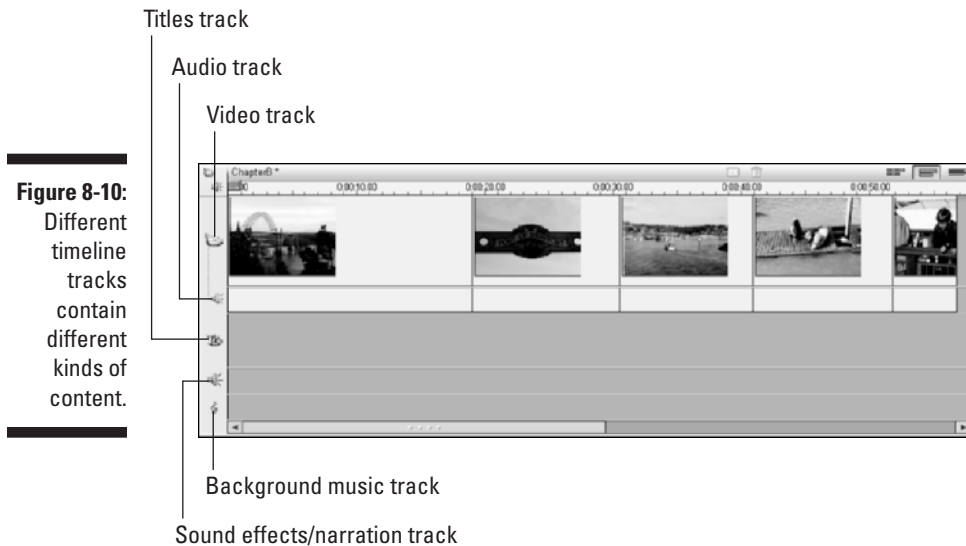 Titles track
Audio track
Video track
Figure 8-10:
Different
timeline
tracks
contain
different
kinds of
content.
ChapterB *
0:00:10.00 0:00:20.00 0:00:30.00 0:00:40.00 0:00:50.00
Background music track
Sound effects/narration track